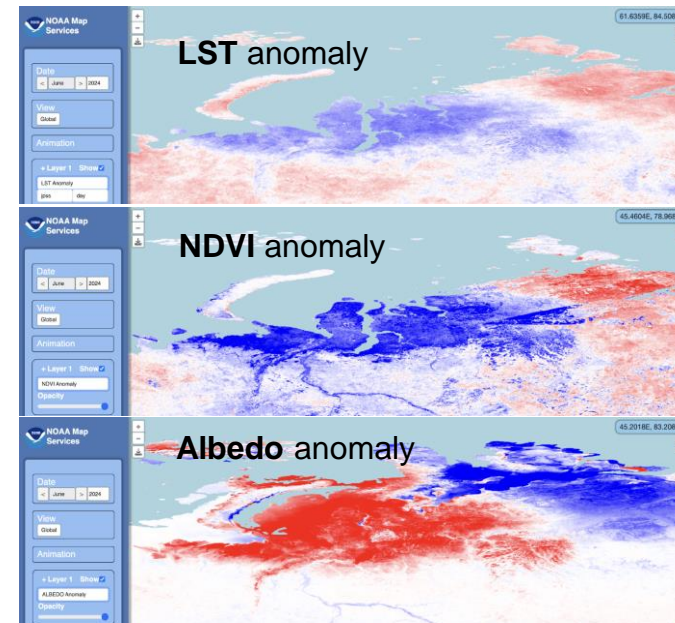 NOAA Map
Services
LST anomaly
61.6359E, 84.508
Date
< June > 2024
View
Global
Animation
+ Layer 1 Show
LST Anomaly
day
NOAA Map
Services
NDVI anomaly
45.4604E, 78.968
Date
< June > 2024
View
Global
Animation
+ Layer 1 Show
NDVI Anomaly
Opacity
NOAA Map
Services
Albedo anomaly
45.2018E, 83.208
Date
< June > 2024
View
Global
Animation
+ Layer 1 Show
ALBEDO Anomaly
Opacity